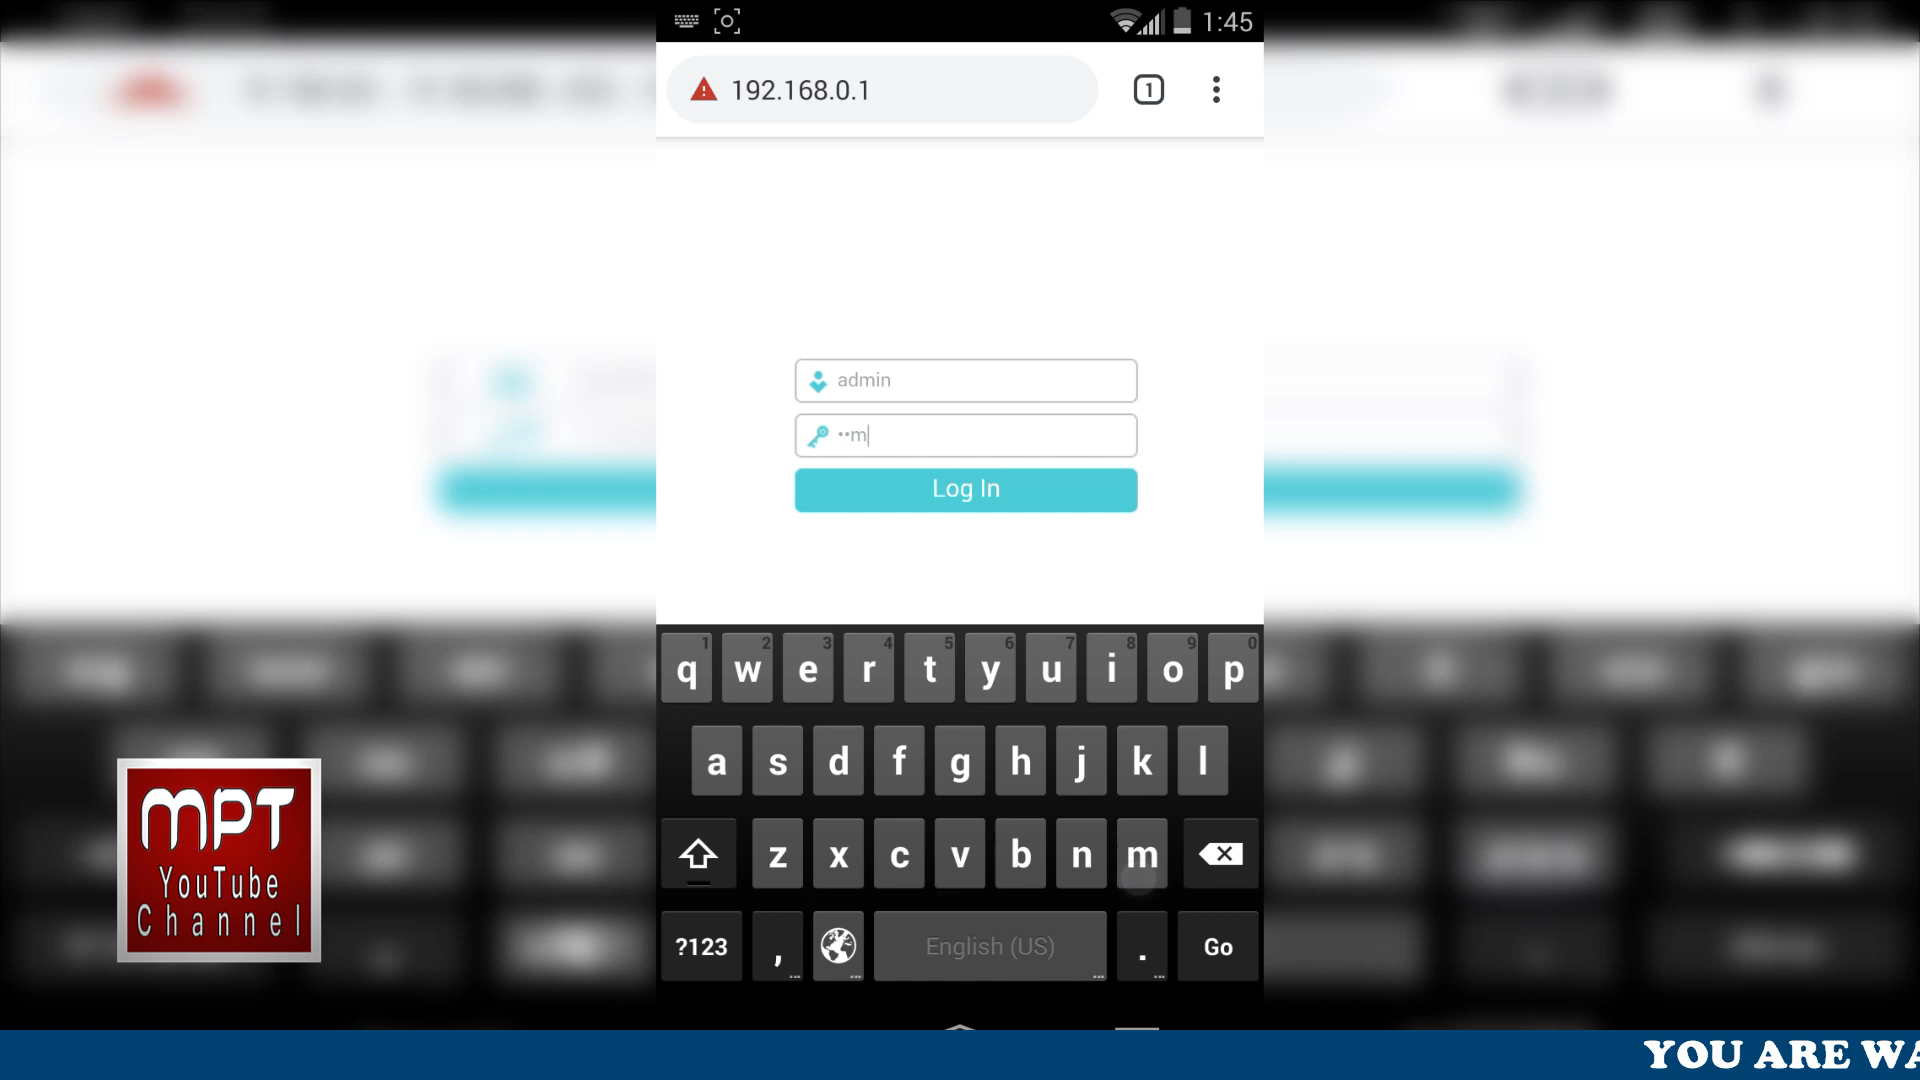 1:45
192.168.0.1
1
admin
••m
Log In
1 2 3 4 5 6 7 8 9 0
q w e r t y u i o p
a s d f g h j k l
z x c v b n m
?123 , English (US) . Go
MPT
YouTube
Channel
YOU ARE